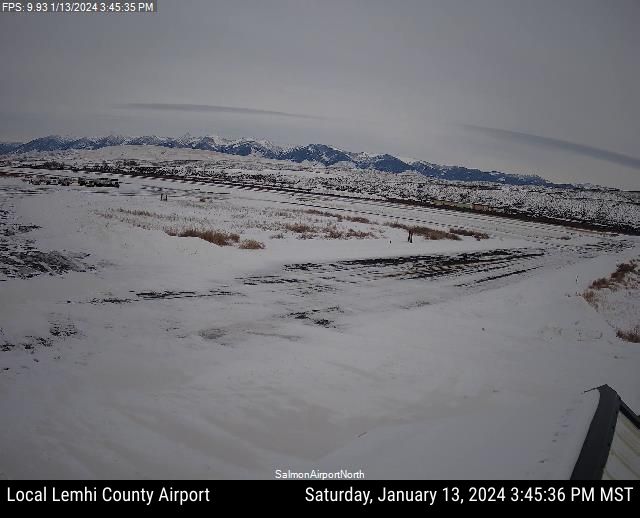 FPS: 9.93 1/13/2024 3:45:35 PM
SalmonAirportNorth
Local Lemhi County Airport Saturday, January 13, 2024 3:45:36 PM MST